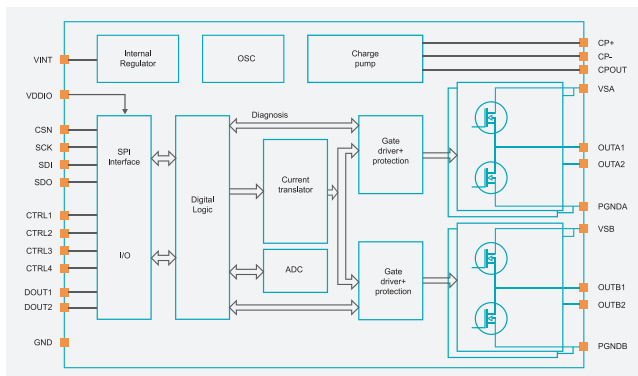 VINT
VDDIO
CSN
SCK
SDI
SDO
CTRL1
CTRL2
CTRL3
CTRL4
DOUT1
DOUT2
GND
Internal
Regulator
OSC
Charge
pump
SPI
Interface
I/O
Digital
Logic
Diagnosis
Current
translator
ADC
Gate
driver+
protection
Gate
driver+
protection
CP+
CP-
CPOUT
VSA
OUTA1
OUTA2
PGNDA
VSB
OUTB1
OUTB2
PGNDB